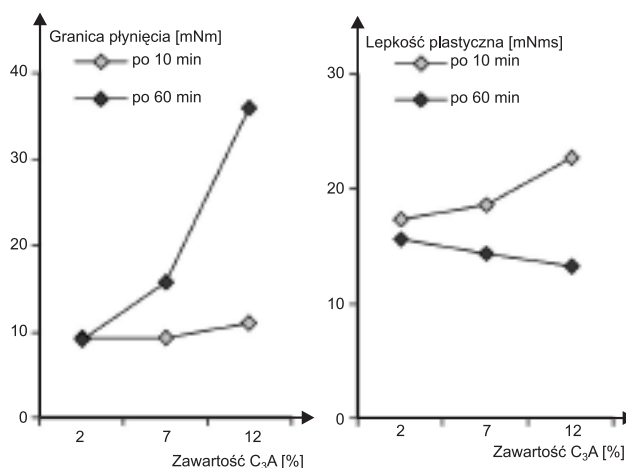 Granica płynięcia [mNm]
po 10 min
po 60 min
40
30
20
10
0
2 7 12
Zawartość C₃A [%]
Lepkość plastyczna [mNms]
po 10 min
po 60 min
30
20
10
0
2 7 12
Zawartość C₃A [%]